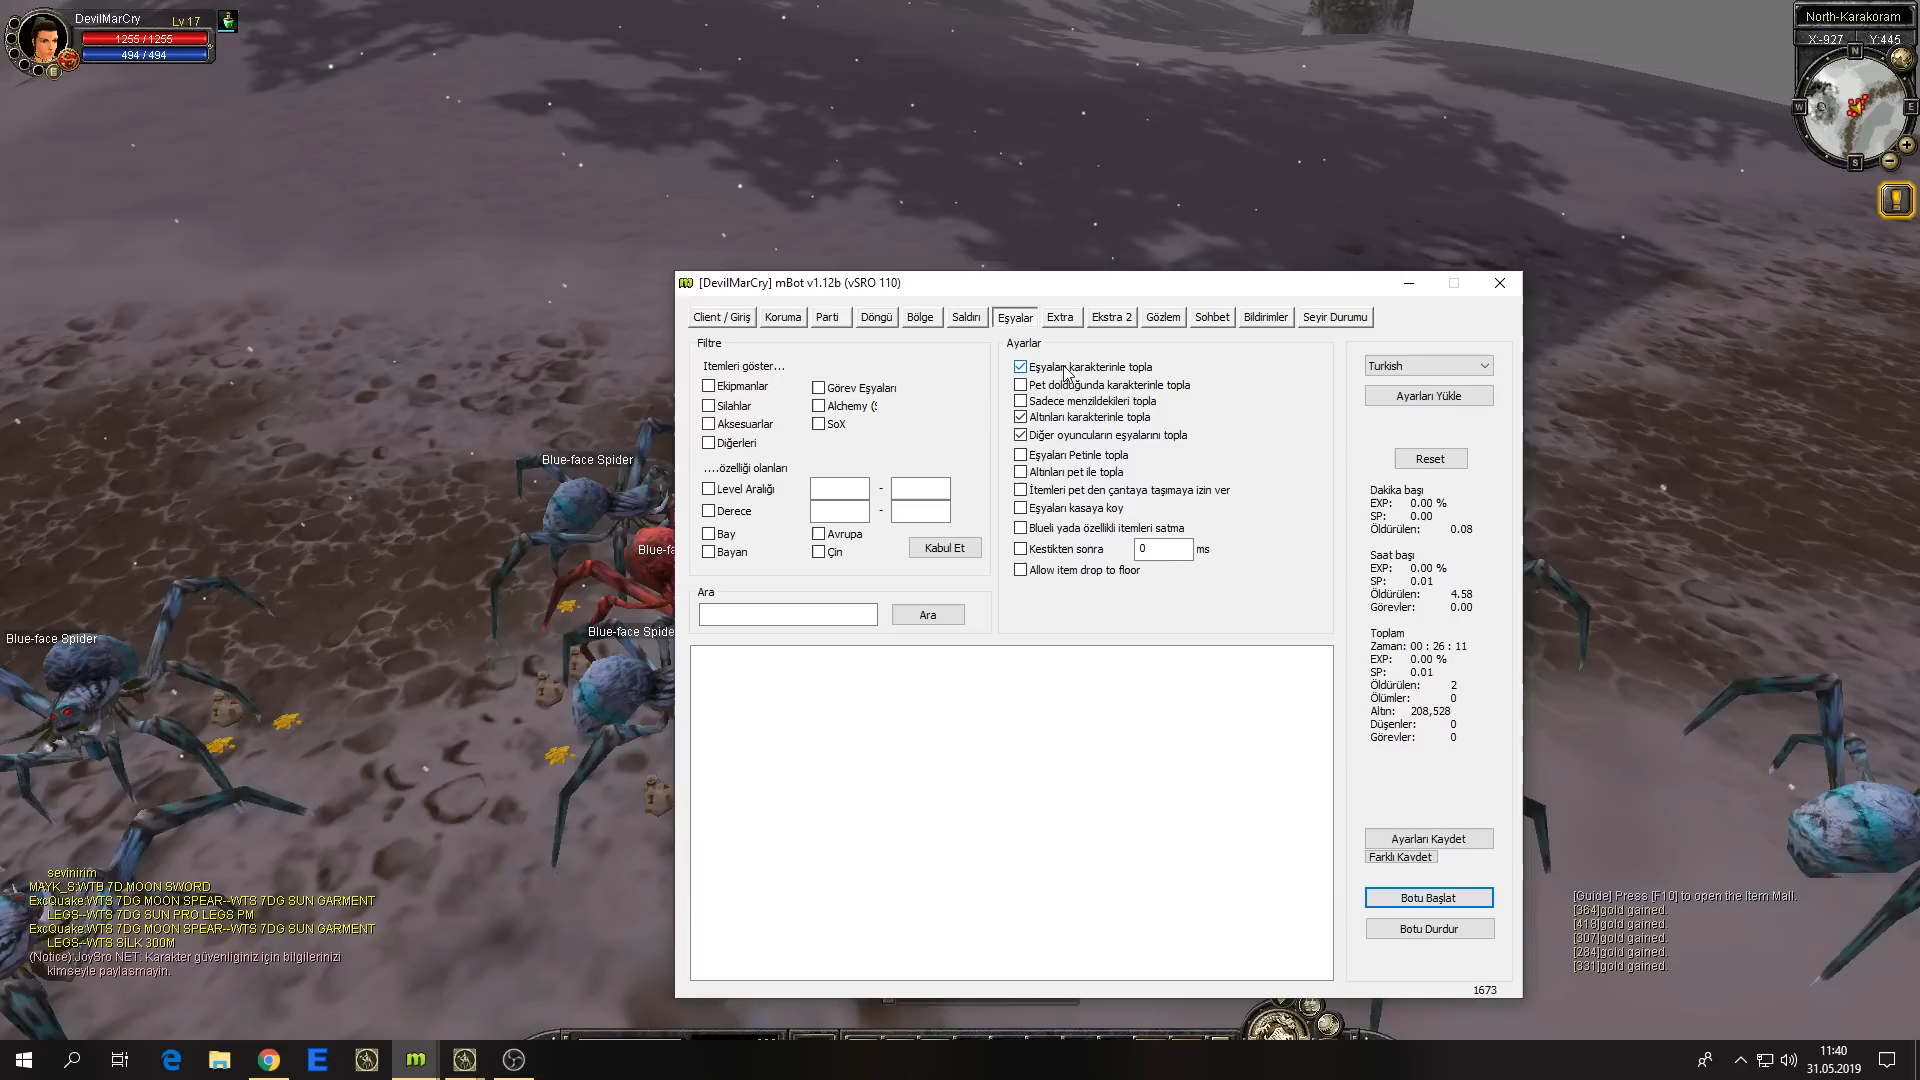 DevilMarCry
Lv 17
1255 / 1255
494 / 494
E
North-Karakoram
X:-927
Y:445
N
W
E
S
Blue-face Spider
Blue-fa
Blue-face Spide
Blue-face Spider
[DevilMarCry] mBot v1.12b (vSRO 110)
Client / Giriş
Koruma
Parti
Döngü
Bölge
Saldırı
Eşyalar
Extra
Ekstra 2
Gözlem
Sohbet
Bildirimler
Seyir Durumu
Filtre
Itemleri göster...
Ekipmanlar
Görev Eşyaları
Silahlar
Alchemy (S
Aksesuarlar
SoX
Diğerleri
....özelliği olanları
Level Aralığı
-
Derece
-
Bay
Avrupa
Bayan
Çin
Kabul Et
Ara
Ara
Ayarlar
Eşyaları karakterinle topla
Pet dolduğunda karakterinle topla
Sadece menzildekileri topla
Altınları karakterinle topla
Diğer oyuncuların eşyalarını topla
Eşyaları Petinle topla
Altınları pet ile topla
İtemleri pet den çantaya taşımaya izin ver
Eşyaları kasaya koy
Blueli yada özellikli itemleri satma
Kestikten sonra
0
ms
Allow item drop to floor
Turkish
Ayarları Yükle
Reset
Dakika başı
EXP: 0.00 %
SP: 0.00
Öldürülen: 0.08
Saat başı
EXP: 0.00 %
SP: 0.01
Öldürülen: 4.58
Görevler: 0.00
Toplam
Zaman: 00 : 26 : 11
EXP: 0.00 %
SP: 0.01
Öldürülen: 2
Ölümler: 0
Altın: 208,528
Düşenler: 0
Görevler: 0
Ayarları Kaydet
Farklı Kaydet
Botu Başlat
Botu Durdur
1673
sevinirim
MAYK_S:WTB 7D MOON SWORD
ExcQuake:WTS 7DG MOON SPEAR--WTS 7DG SUN GARMENT
LEGS--WTS 7DG SUN PRO LEGS PM
ExcQuake:WTS 7DG MOON SPEAR--WTS 7DG SUN GARMENT
LEGS--WTS SİLK 300M
(Notice):JoySro NET: Karakter güvenliginiz için bilgilerinizi
kimseyle paylasmayin.
[Guide] Press [F10] to open the Item Mall.
[364]gold gained.
[418]gold gained.
[307]gold gained.
[284]gold gained.
[331]gold gained.
11:40
31.05.2019